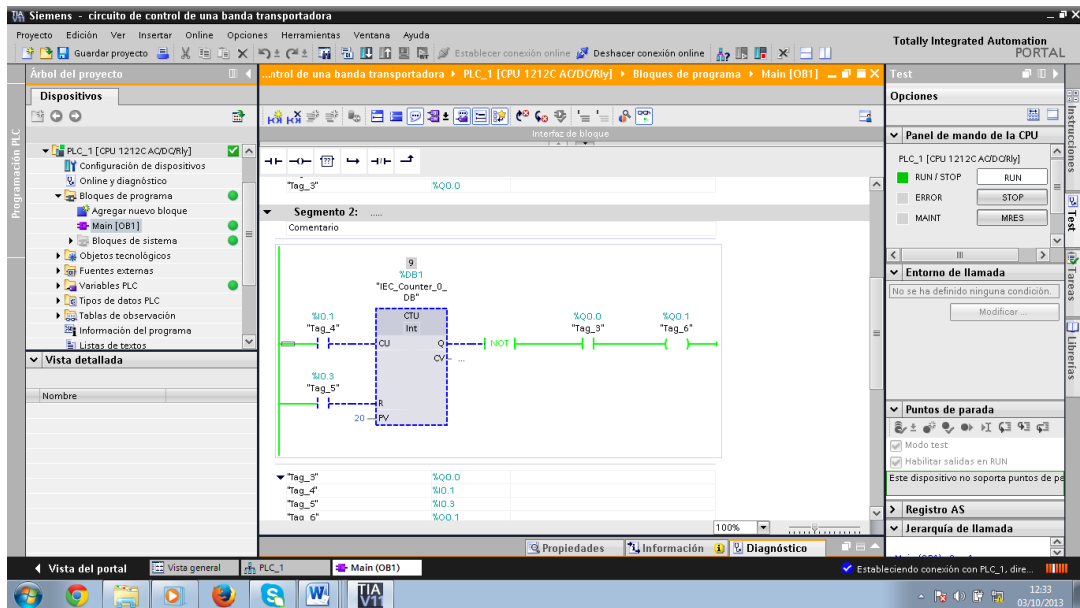 Siemens - circuito de control de una banda transportadora
Proyecto Edición Ver Insertar Online Opciones Herramientas Ventana Ayuda
Totally Integrated Automation
PORTAL
Guardar proyecto
Establecer conexión online
Deshacer conexión online
Árbol del proyecto
...ntrol de una banda transportadora
PLC_1 [CPU 1212C AC/DC/Rly]
Bloques de programa
Main [OB1]
Test
Dispositivos
Opciones
Interfaz de bloque
Programación PLC
PLC_1 [CPU 1212C AC/DC/Rly]
Configuración de dispositivos
Online y diagnóstico
Bloques de programa
Agregar nuevo bloque
Main [OB1]
Bloques de sistema
Objetos tecnológicos
Fuentes externas
Variables PLC
Tipos de datos PLC
Tablas de observación
Información del programa
Listas de textos
Vista detallada
Nombre
??
"Tag_3" %Q0.0
Segmento 2: .....
Comentario
9
%DB1
"IEC_Counter_0_
DB"
%I0.1
"Tag_4"
CTU
Int
%Q0.0
"Tag_3"
%Q0.1
"Tag_6"
CU Q NOT
CV ...
%I0.3
"Tag_5"
R
20 PV
"Tag_3" %Q0.0
"Tag_4" %I0.1
"Tag_5" %I0.3
"Tag_6" %Q0.1
100%
Propiedades
Información
Diagnóstico
Panel de mando de la CPU
PLC_1 [CPU 1212C AC/DC/Rly]
RUN / STOP RUN
ERROR STOP
MAINT MRES
Entorno de llamada
No se ha definido ninguna condición.
Modificar ...
Puntos de parada
Modo test
Habilitar salidas en RUN
Este dispositivo no soporta puntos de pa
Registro AS
Jerarquía de llamada
Instrucciones
Test
Tareas
Librerías
Vista del portal
Vista general
PLC_1
Main (OB1)
Estableciendo conexión con PLC_1, dire...
TIA
V11
12:33
03/10/2013